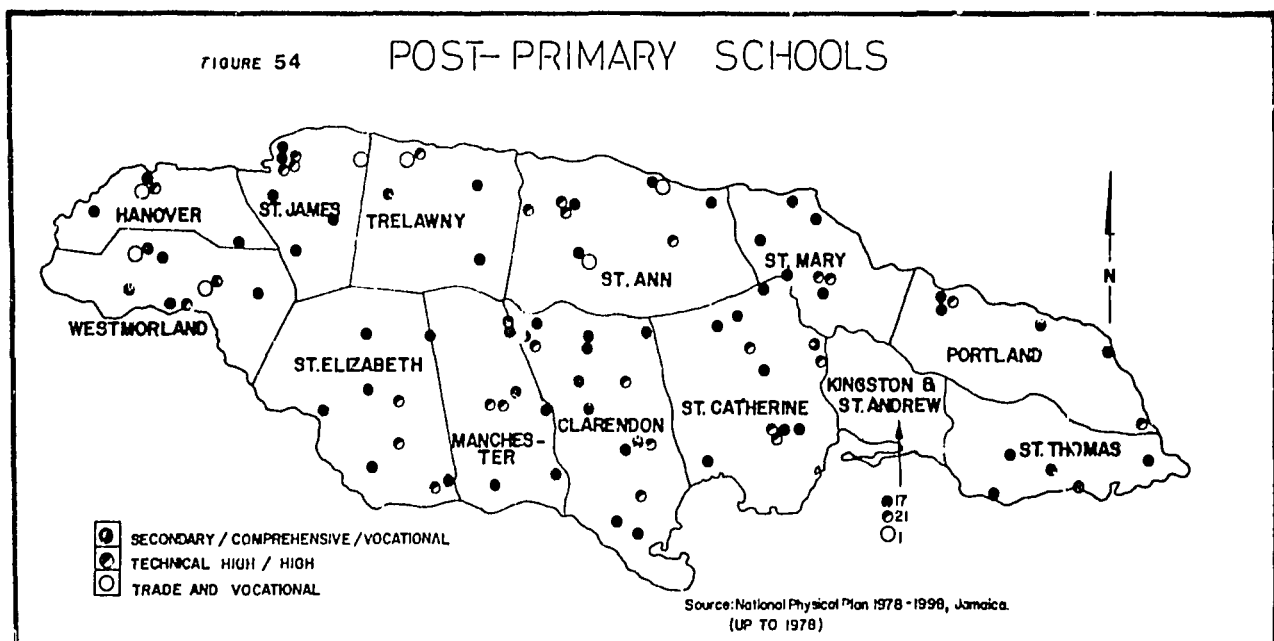 FIGURE 54
POST-PRIMARY SCHOOLS
HANOVER
ST. JAMES
TRELAWNY
ST. ANN
ST. MARY
N
WESTMORLAND
ST. ELIZABETH
MANCHES-
TER
CLARENDON
ST. CATHERINE
KINGSTON &
ST. ANDREW
PORTLAND
ST. THOMAS
17
21
1
SECONDARY / COMPREHENSIVE / VOCATIONAL
TECHNICAL HIGH / HIGH
TRADE AND VOCATIONAL
Source: National Physical Plan 1978-1998, Jamaica.
(UP TO 1978)